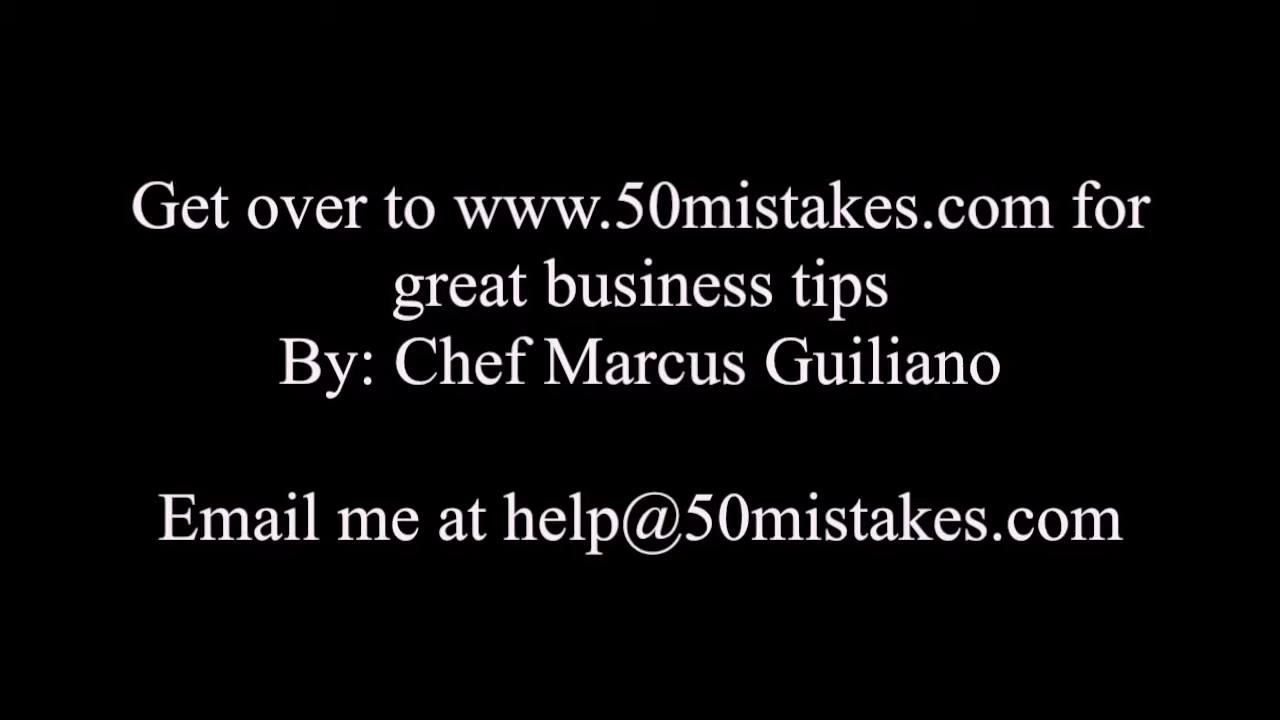 Get over to www.50mistakes.com for
great business tips
By: Chef Marcus Guiliano
Email me at help@50mistakes.com